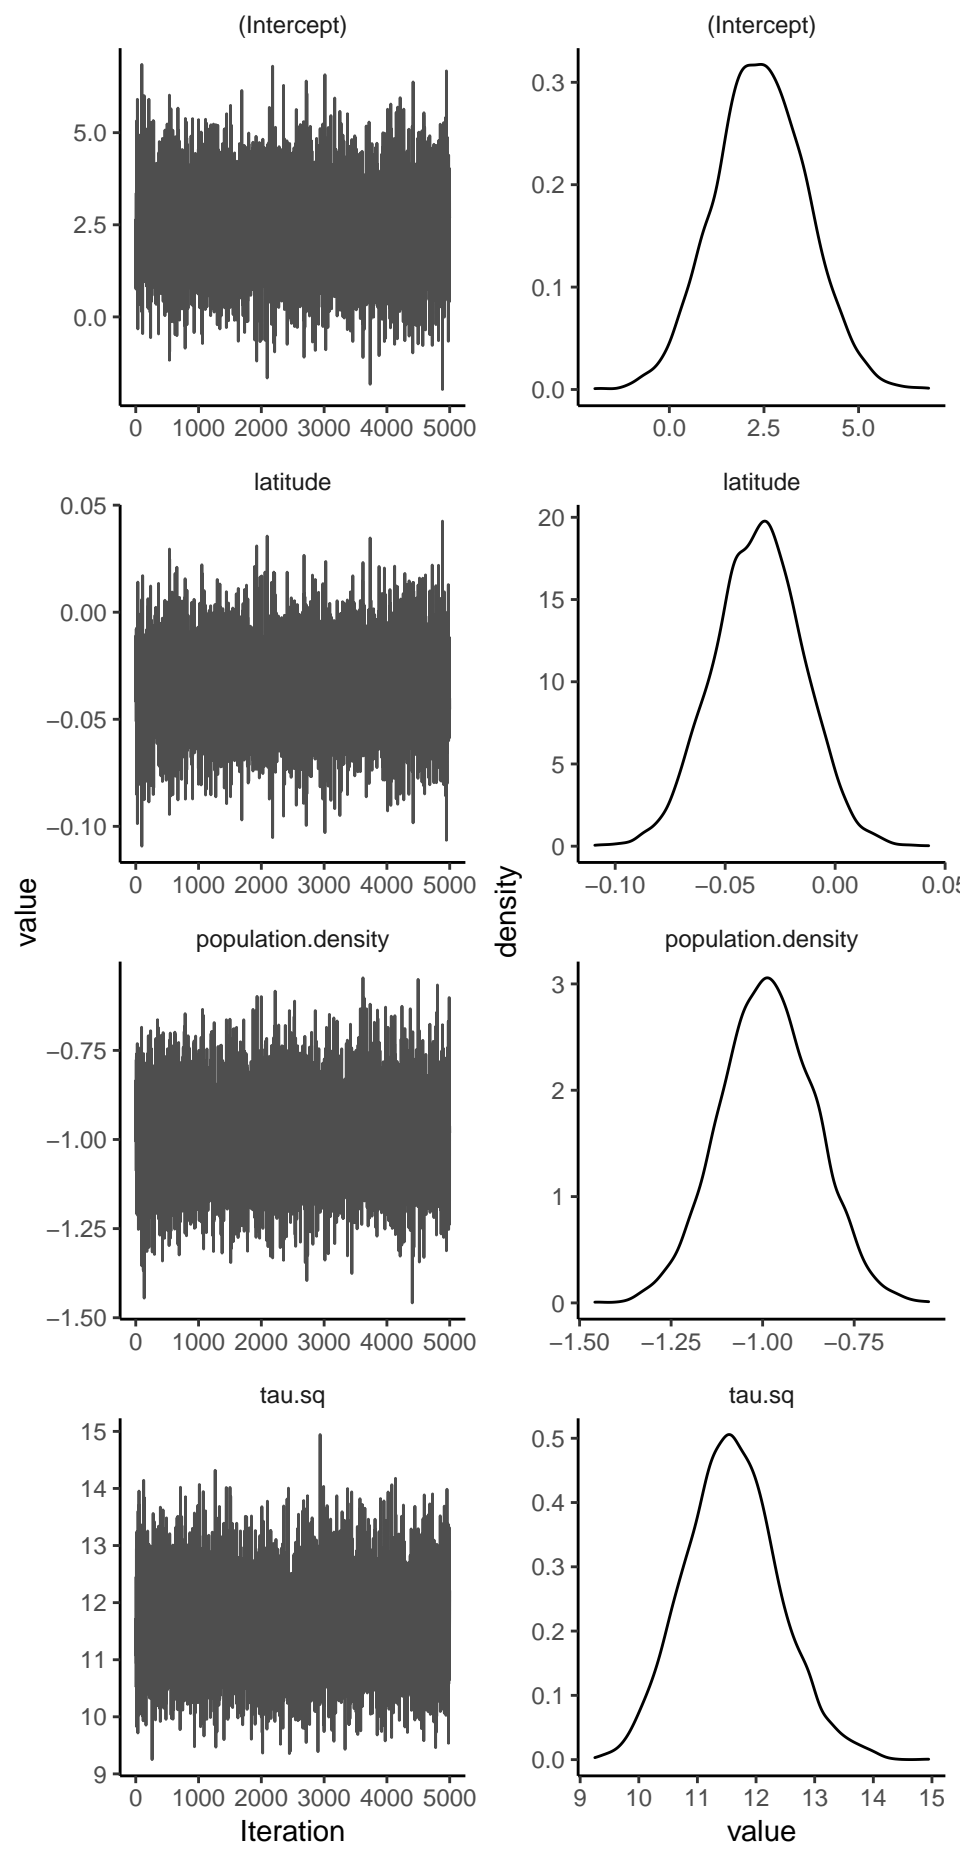 (Intercept)
(Intercept)
5.0
2.5
0.0
0 1000 2000 3000 4000 5000
0.3
0.2
0.1
0.0
0.0 2.5 5.0
latitude
latitude
0.05
0.00
−0.05
−0.10
0 1000 2000 3000 4000 5000
20
15
10
5
0
−0.10 −0.05 0.00 0.05
value
density
population.density
population.density
−0.75
−1.00
−1.25
−1.50
0 1000 2000 3000 4000 5000
3
2
1
0
−1.50 −1.25 −1.00 −0.75
tau.sq
tau.sq
15
14
13
12
11
10
9
0 1000 2000 3000 4000 5000
Iteration
0.5
0.4
0.3
0.2
0.1
0.0
9 10 11 12 13 14 15
value